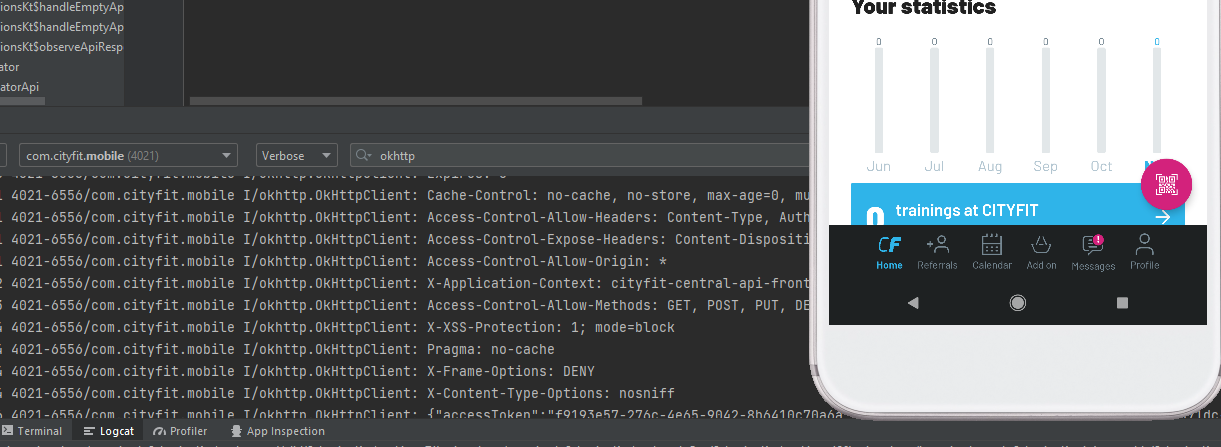 ionsKt$handleEmptyAp
ionsKt$handleEmptyAp
ionsKt$observeApiResp
ator
atorApi
Your statistics
0 0 0 0 0 0
Jun Jul Aug Sep Oct
trainings at CITYFIT
CF
Home Referrals Calendar Add on Messages Profile
com.cityfit.mobile (4021) Verbose okhttp
4021-6556/com.cityfit.mobile I/okhttp.OkHttpClient: Expires: 0
4021-6556/com.cityfit.mobile I/okhttp.OkHttpClient: Cache-Control: no-cache, no-store, max-age=0, mu
4021-6556/com.cityfit.mobile I/okhttp.OkHttpClient: Access-Control-Allow-Headers: Content-Type, Auth
4021-6556/com.cityfit.mobile I/okhttp.OkHttpClient: Access-Control-Expose-Headers: Content-Dispositi
4021-6556/com.cityfit.mobile I/okhttp.OkHttpClient: Access-Control-Allow-Origin: *
4021-6556/com.cityfit.mobile I/okhttp.OkHttpClient: X-Application-Context: cityfit-central-api-front
4021-6556/com.cityfit.mobile I/okhttp.OkHttpClient: Access-Control-Allow-Methods: GET, POST, PUT, DE
4021-6556/com.cityfit.mobile I/okhttp.OkHttpClient: X-XSS-Protection: 1; mode=block
4021-6556/com.cityfit.mobile I/okhttp.OkHttpClient: Pragma: no-cache
4021-6556/com.cityfit.mobile I/okhttp.OkHttpClient: X-Frame-Options: DENY
4021-6556/com.cityfit.mobile I/okhttp.OkHttpClient: X-Content-Type-Options: nosniff
4021-6556/com.cityfit.mobile I/okhttp.OkHttpClient: {"accessToken":"f9193e57-276c-4e65-9042-8b6410c70a6a
Terminal Logcat Profiler App Inspection